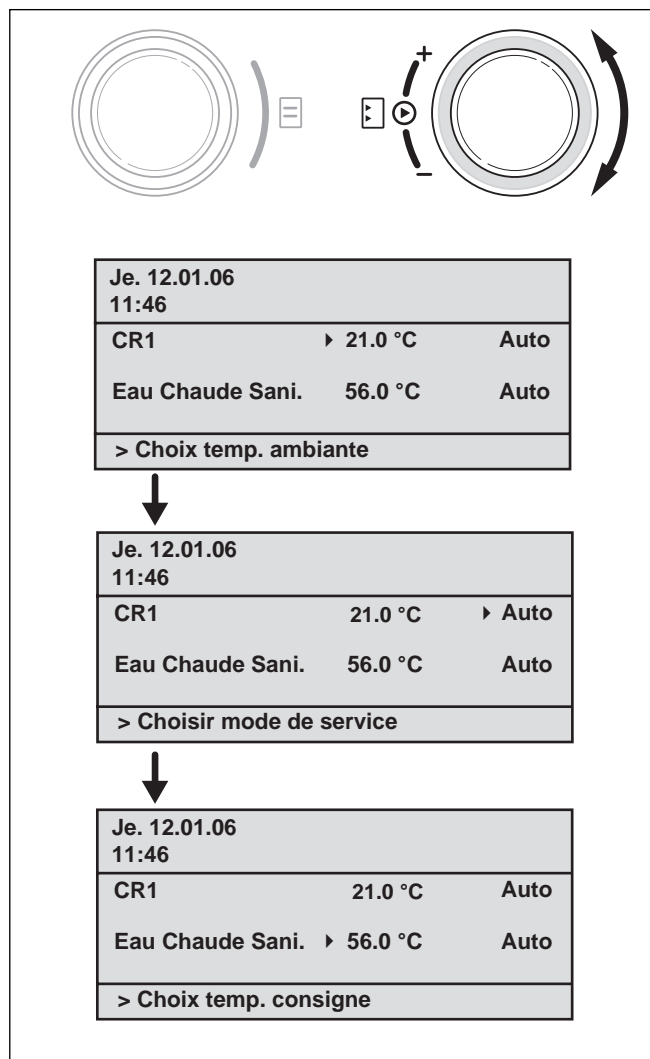 +
–
Je. 12.01.06
11:46
CR1 ▸ 21.0 °C Auto
Eau Chaude Sani. 56.0 °C Auto
> Choix temp. ambiante
Je. 12.01.06
11:46
CR1 21.0 °C ▸ Auto
Eau Chaude Sani. 56.0 °C Auto
> Choisir mode de service
Je. 12.01.06
11:46
CR1 21.0 °C Auto
Eau Chaude Sani. ▸ 56.0 °C Auto
> Choix temp. consigne